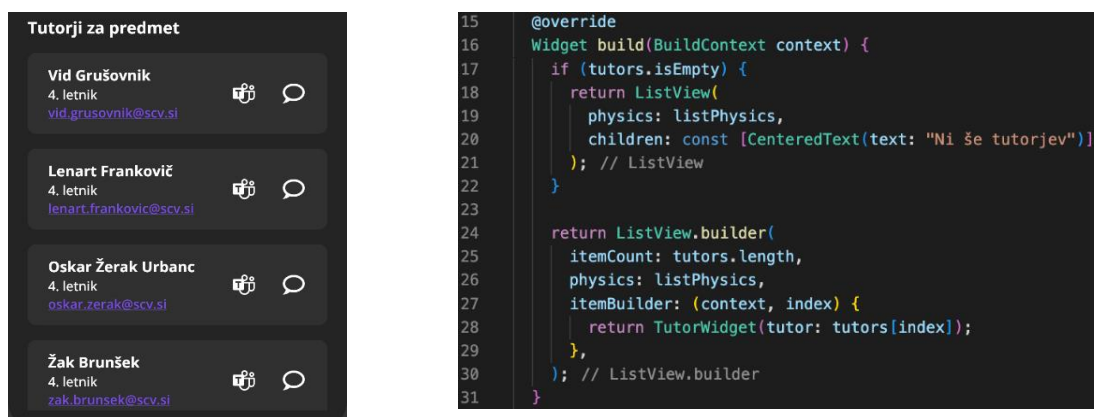 Tutorji za predmet
Vid Grušovnik
4. letnik
vid.grusovnik@scv.si
Lenart Frankovič
4. letnik
lenart.frankovic@scv.si
Oskar Žerak Urbanc
4. letnik
oskar.zerak@scv.si
Žak Brunšek
4. letnik
zak.brunsek@scv.si
15 @override
16 Widget build(BuildContext context) {
17 if (tutors.isEmpty) {
18 return ListView(
19 physics: listPhysics,
20 children: const [CenteredText(text: "Ni še tutorjev")]
21 ); // ListView
22 }
23
24 return ListView.builder(
25 itemCount: tutors.length,
26 physics: listPhysics,
27 itemBuilder: (context, index) {
28 return TutorWidget(tutor: tutors[index]);
29 },
30 ); // ListView.builder
31 }